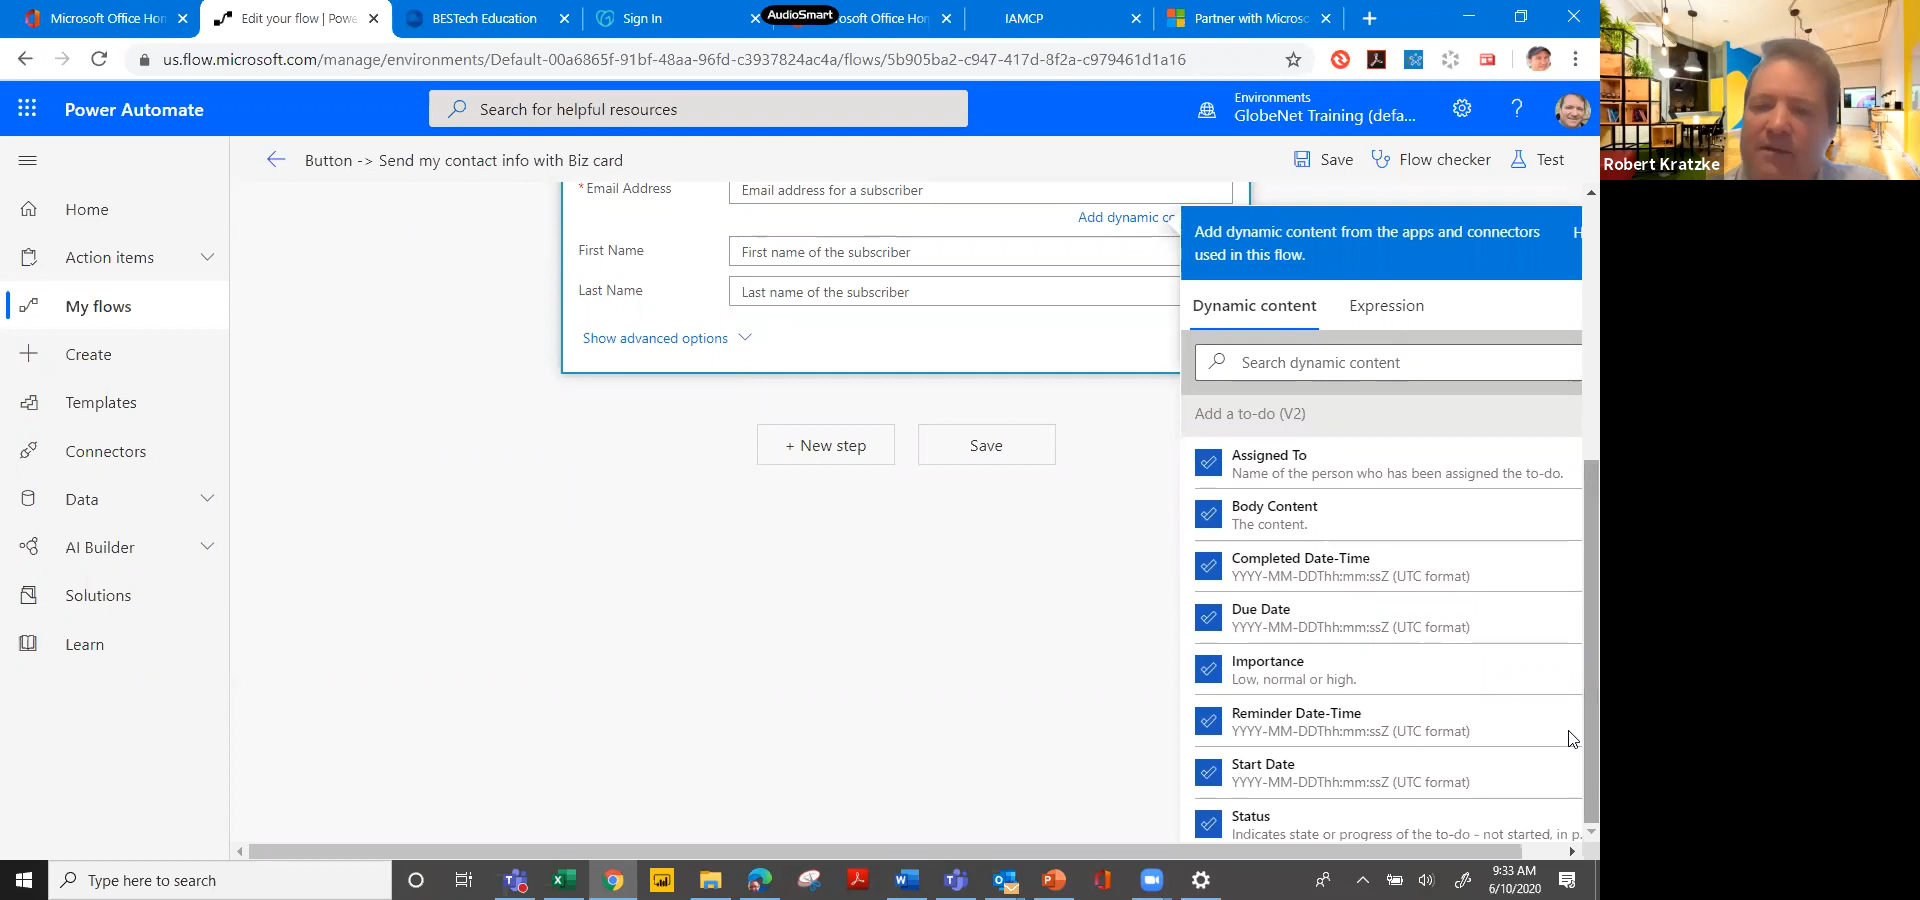 Microsoft Office Hor
Edit your flow | Powe
BESTech Education
Sign In
AudioSmart
osoft Office Hor
IAMCP
Partner with Microso
us.flow.microsoft.com/manage/environments/Default-00a6865f-91bf-48aa-96fd-c3937824ac4a/flows/5b905ba2-c947-417d-8f2a-c979461d1a16
Power Automate
Search for helpful resources
Environments
GlobeNet Training (defa...
Robert Kratzke
Button -> Send my contact info with Biz card
Save
Flow checker
Test
Home
Action items
My flows
Create
Templates
Connectors
Data
AI Builder
Solutions
Learn
* Email Address
Email address for a subscriber
Add dynamic co
First Name
First name of the subscriber
Last Name
Last name of the subscriber
Show advanced options
+ New step
Save
Add dynamic content from the apps and connectors
used in this flow.
H
Dynamic content
Expression
Search dynamic content
Add a to-do (V2)
Assigned To
Name of the person who has been assigned the to-do.
Body Content
The content.
Completed Date-Time
YYYY-MM-DDThh:mm:ssZ (UTC format)
Due Date
YYYY-MM-DDThh:mm:ssZ (UTC format)
Importance
Low, normal or high.
Reminder Date-Time
YYYY-MM-DDThh:mm:ssZ (UTC format)
Start Date
YYYY-MM-DDThh:mm:ssZ (UTC format)
Status
Indicates state or progress of the to-do - not started, in p.
Type here to search
9:33 AM
6/10/2020